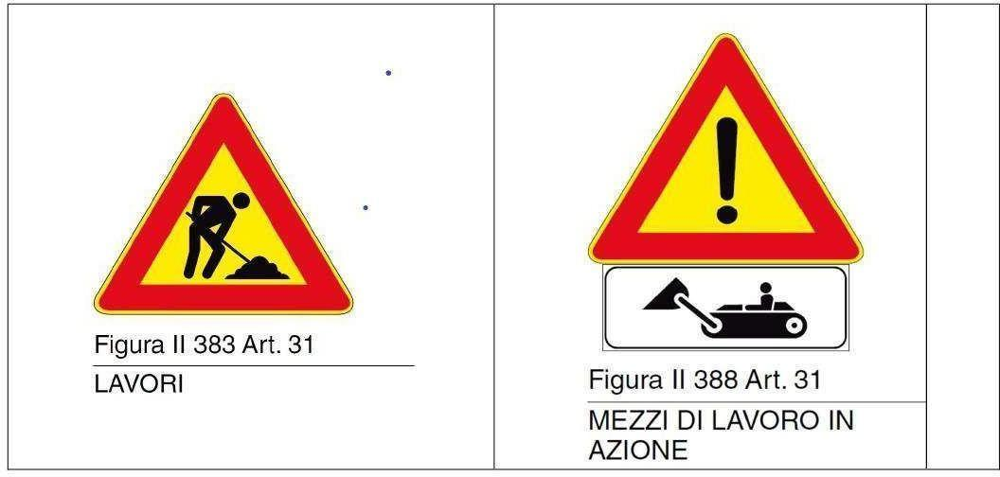 Figura II 383 Art. 31
LAVORI
Figura II 388 Art. 31
MEZZI DI LAVORO IN
AZIONE